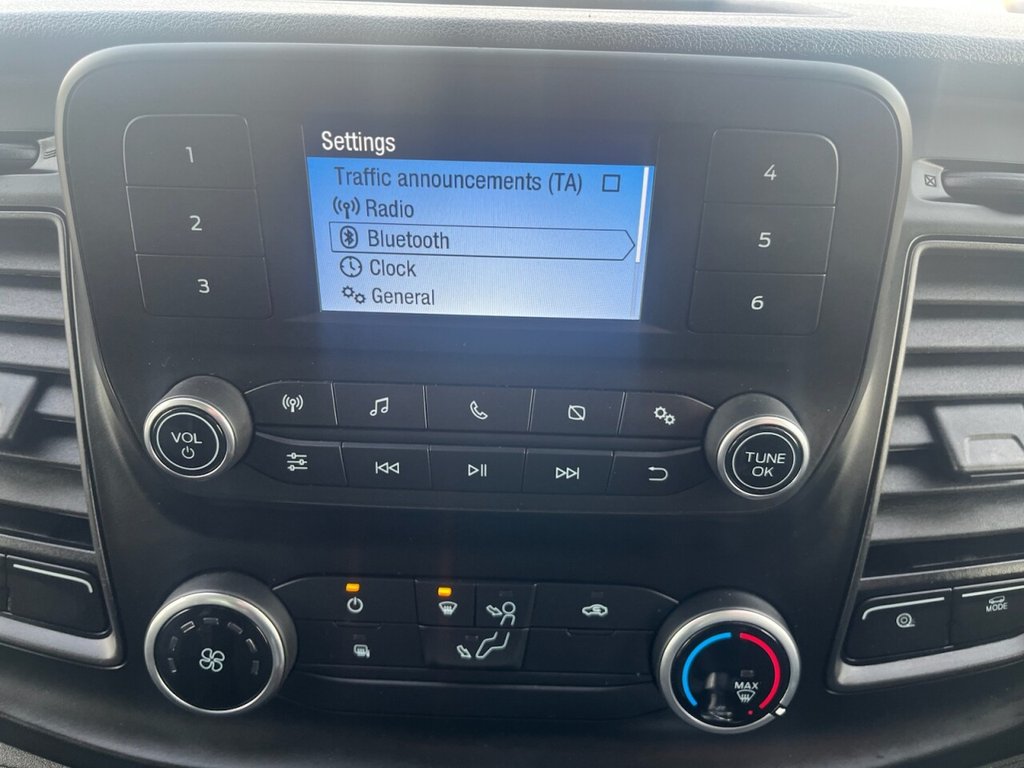 Settings
Traffic announcements (TA)
Radio
Bluetooth
Clock
General
1
2
3
4
5
6
VOL
TUNE
OK
MAX
MODE